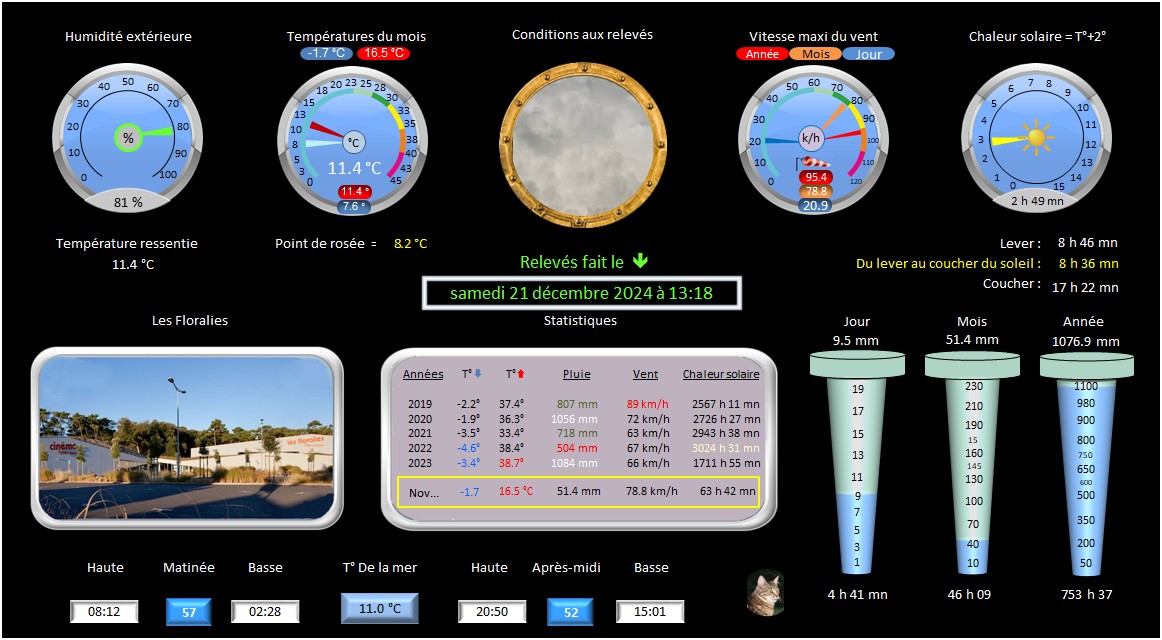 Humidité extérieure
Températures du mois
Conditions aux relevés
Vitesse maxi du vent
Chaleur solaire = T°+2°
-1.7 °C 16.5 °C
Année Mois Jour
0 10 20 30 40 50 60 70 80 90 100
%
81 %
0 3 5 8 10 13 15 18 20 23 25 28 30 33 35 38 40 43 45
°C
11.4 °C
11.4 °
7.6 °
0 10 20 30 40 50 60 70 80 90 100 110 120
k/h
95.4
78.8
20.9
0 1 2 3 4 5 6 7 8 9 10 11 12 13 14 15
2 h 49 mn
Température ressentie
11.4 °C
Point de rosée = 8.2 °C
Lever : 8 h 46 mn
Du lever au coucher du soleil : 8 h 36 mn
Coucher : 17 h 22 mn
Relevés fait le
samedi 21 décembre 2024 à 13:18
Les Floralies
Statistiques
cinéma
les floralies
Années T° T° Pluie Vent Chaleur solaire
2019 -2.2° 37.4° 807 mm 89 km/h 2567 h 11 mn
2020 -1.9° 36.3° 1056 mm 72 km/h 2726 h 27 mn
2021 -3.5° 33.4° 718 mm 63 km/h 2943 h 38 mn
2022 -4.6° 38.4° 504 mm 67 km/h 3024 h 31 mn
2023 -3.4° 38.7° 1084 mm 66 km/h 1711 h 55 mn
Nov... -1.7 16.5 °C 51.4 mm 78.8 km/h 63 h 42 mn
Jour
9.5 mm
19
17
15
13
11
9
7
5
3
1
4 h 41 mn
Mois
51.4 mm
230
210
190
15
160
145
130
100
70
40
10
46 h 09
Année
1076.9 mm
1100
980
900
800
750
650
600
500
350
200
50
753 h 37
Haute Matinée Basse
08:12 57 02:28
T° De la mer
11.0 °C
Haute Après-midi Basse
20:50 52 15:01